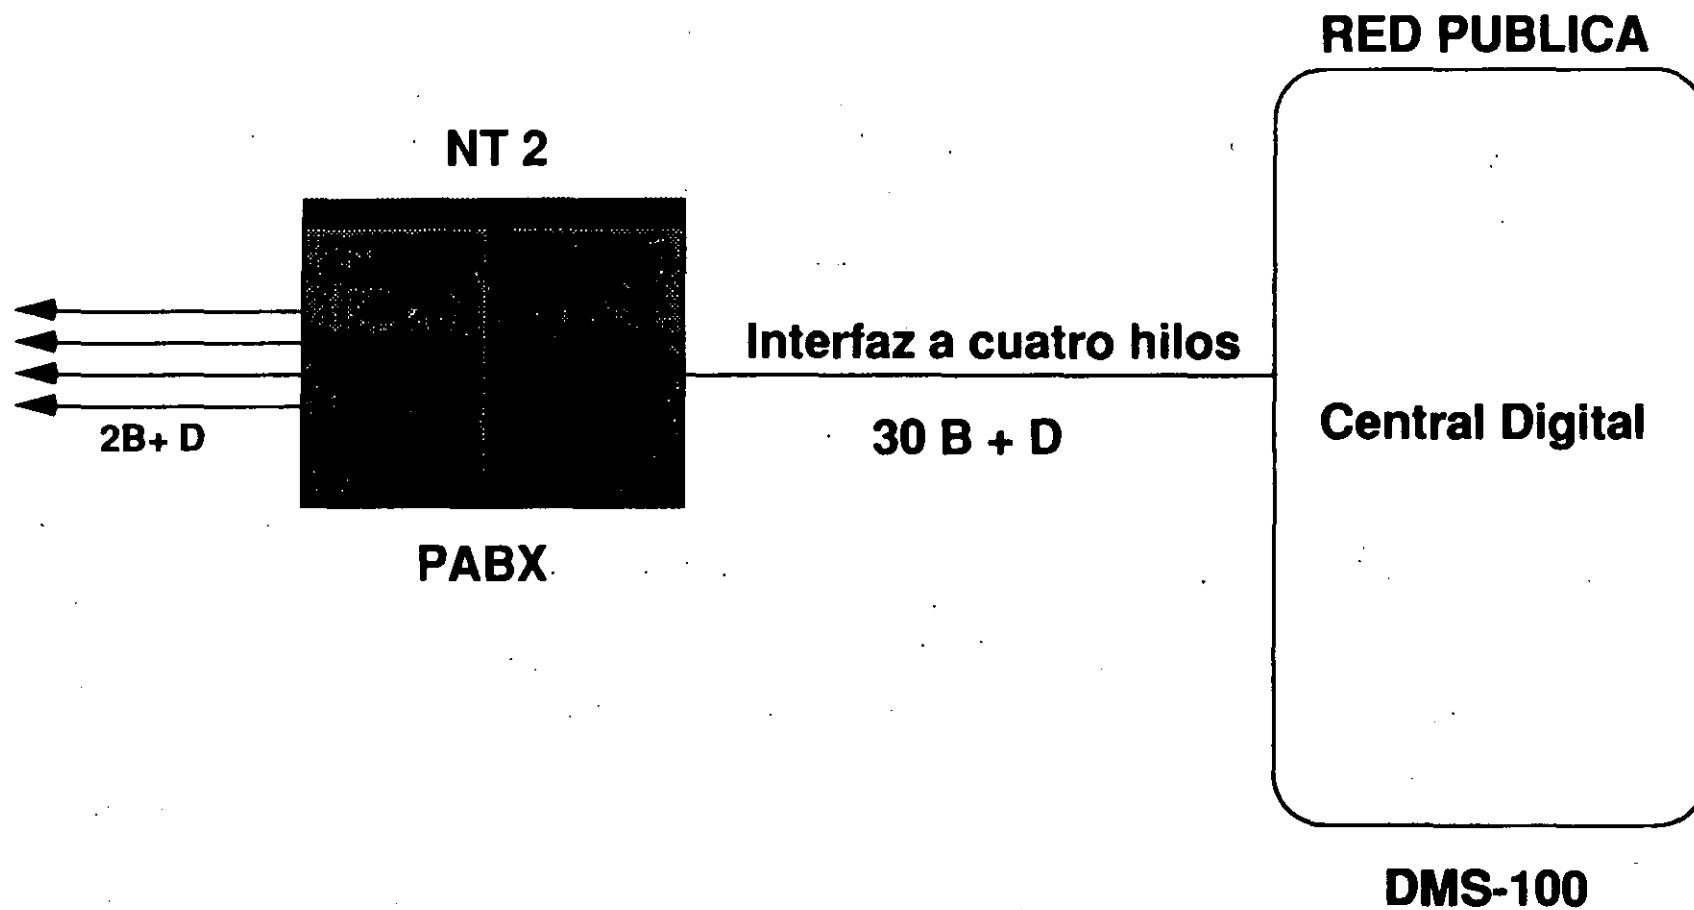 RED PUBLICA
NT 2
Interfaz a cuatro hilos
Central Digital
2B+ D
30 B + D
PABX
DMS-100